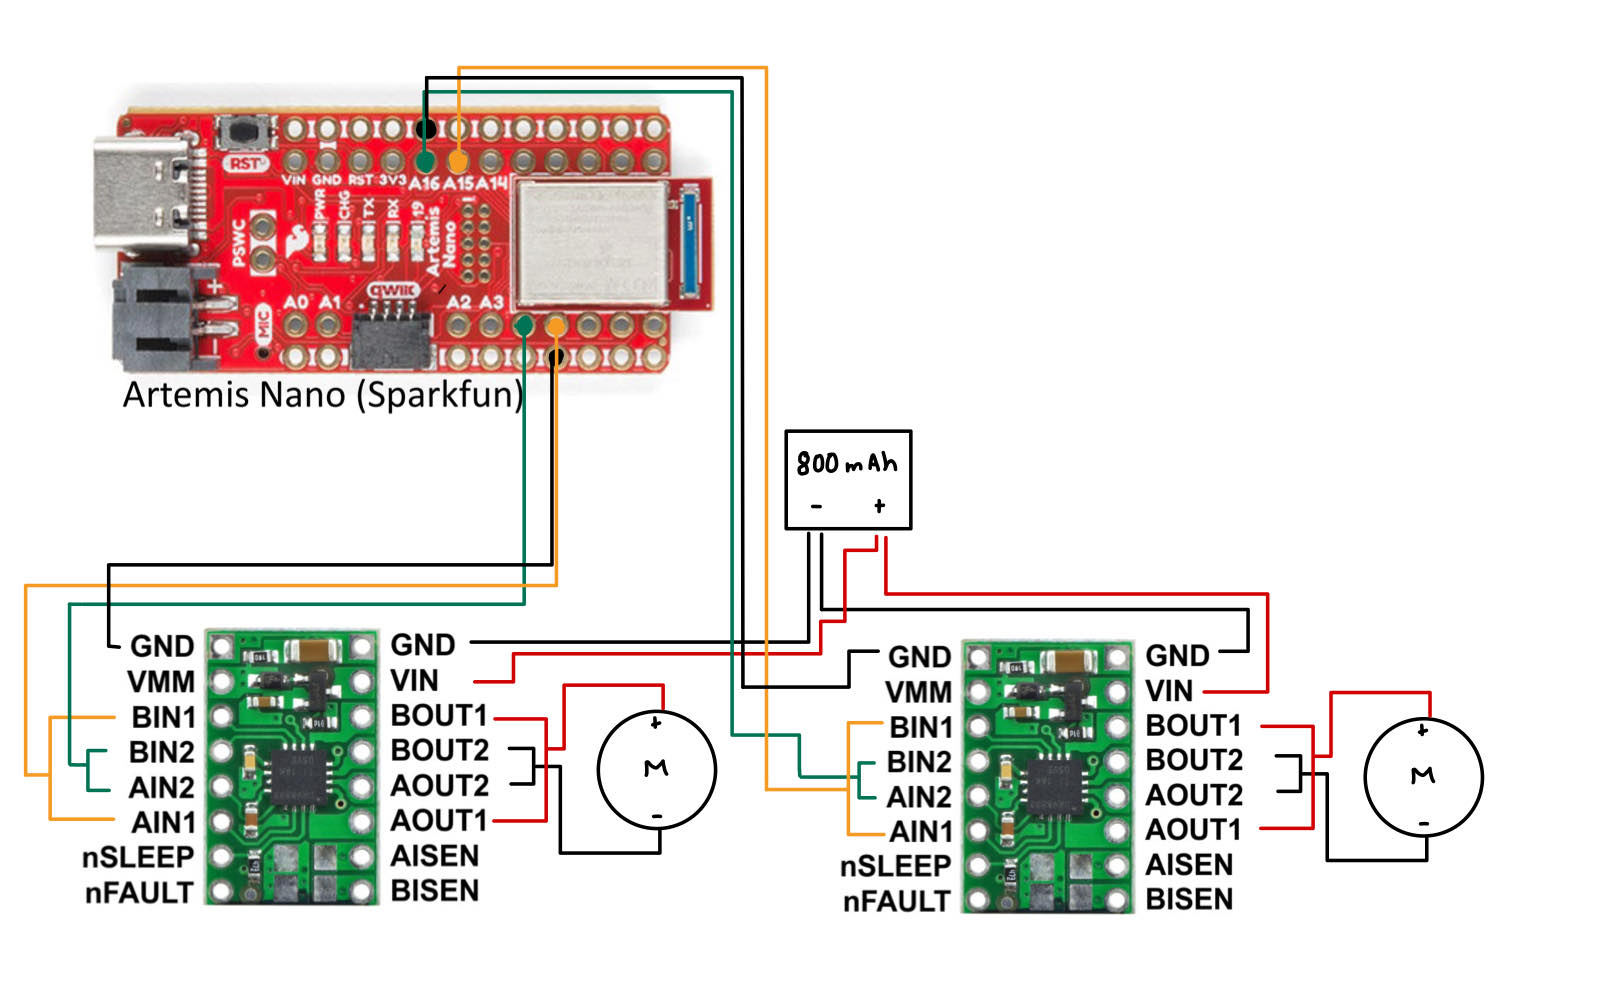 RST
VIN GND RST 3V3 A16 A15 A14
PSWC
PWR
CHG
TX
RX
19
Artemis
Nano
qwiic
+
A0 A1
A2 A3
MIC
-
Artemis Nano (Sparkfun)
800 mAh
- +
GND
VMM
BIN1
BIN2
AIN2
AIN1
nSLEEP
nFAULT
GND
VIN
BOUT1
BOUT2
AOUT2
AOUT1
AISEN
BISEN
+
M
-
GND
VMM
BIN1
BIN2
AIN2
AIN1
nSLEEP
nFAULT
GND
VIN
BOUT1
BOUT2
AOUT2
AOUT1
AISEN
BISEN
+
M
-